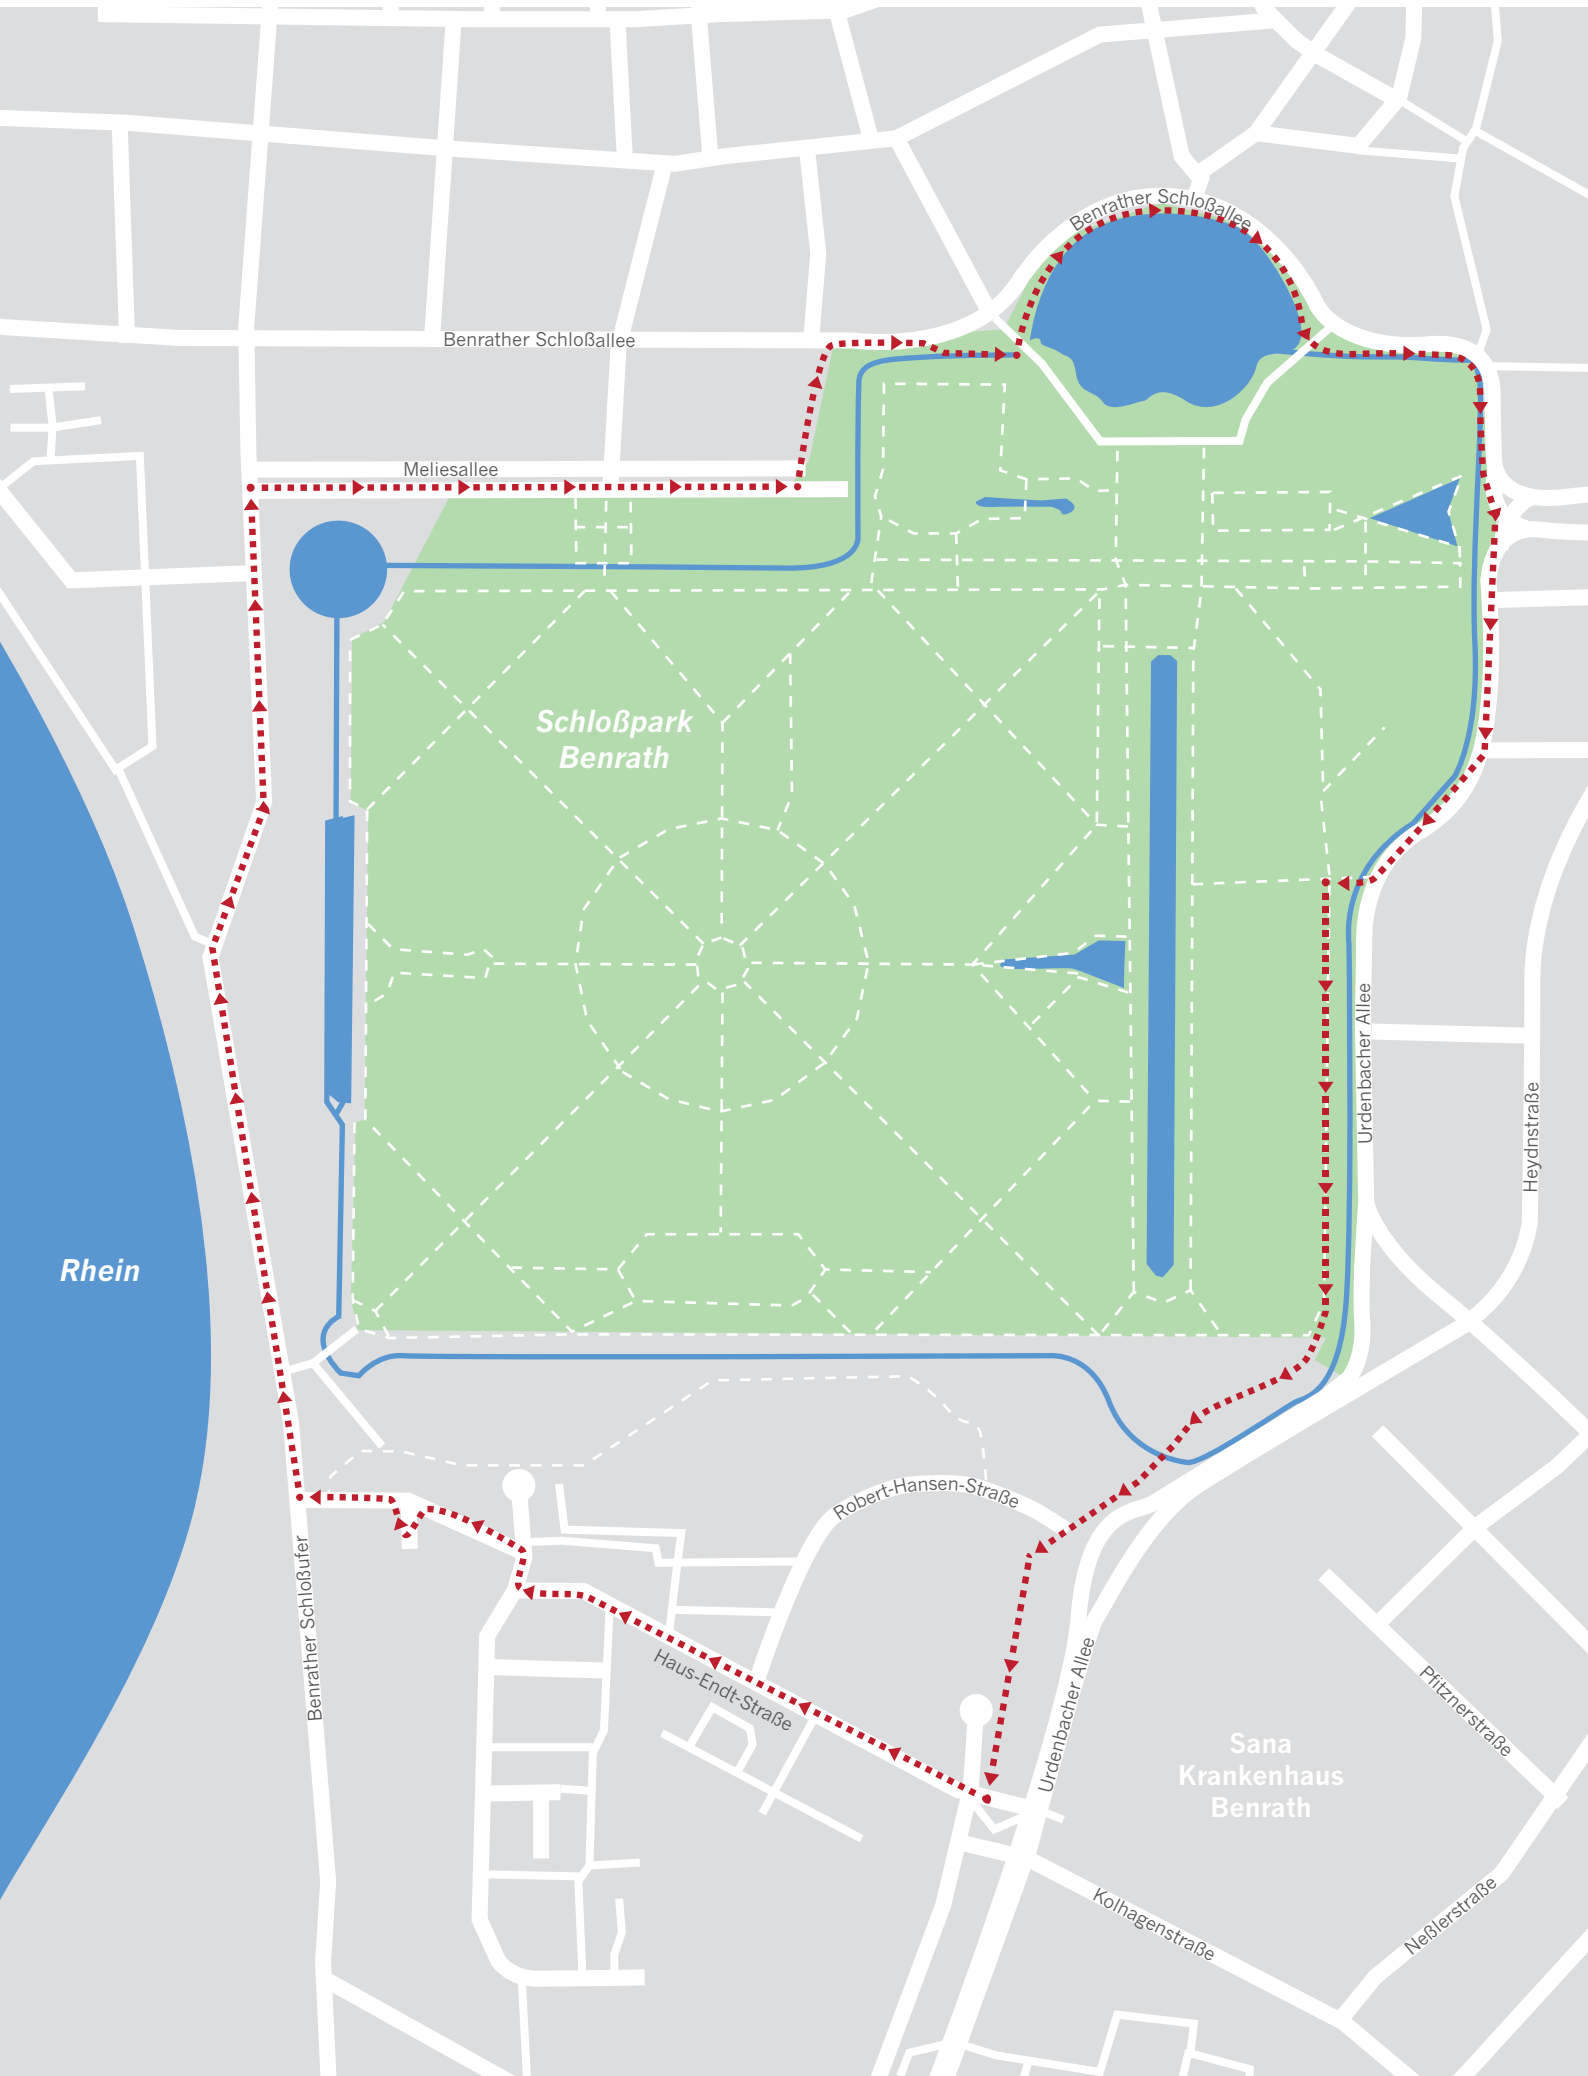 Benrather Schloßallee
Benrather Schloßallee
Meliesallee
Schloßpark
Benrath
Urdenbacher Allee
Heydnstraße
Rhein
Robert-Hansen-Straße
Benrather Schloßufer
Haus-Endt-Straße
Urdenbacher Allee
Pfitznerstraße
Sana
Krankenhaus
Benrath
Kolhagenstraße
Neßlerstraße